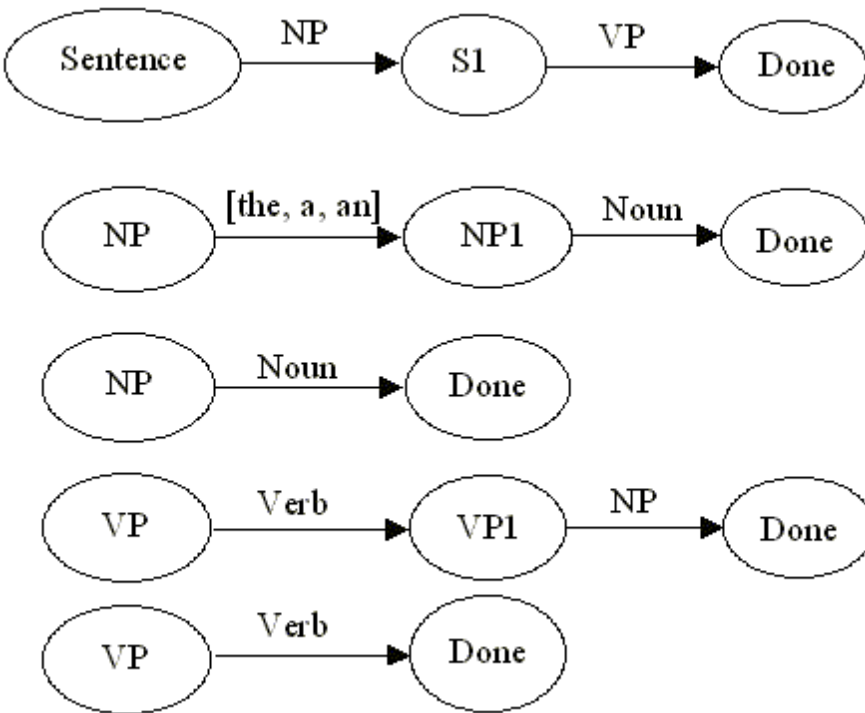 NP VP
Sentence S1 Done
[the, a, an] Noun
NP NP1 Done
Noun
NP Done
Verb NP
VP VP1 Done
Verb
VP Done